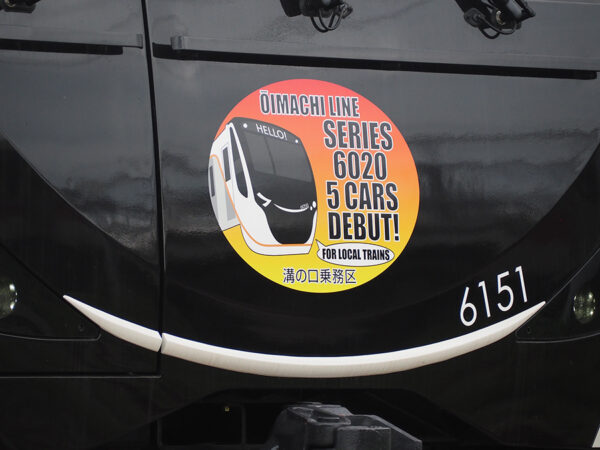 ŌIMACHI LINE
HELLO!
SERIES
6020
5 CARS
DEBUT!
FOR LOCAL TRAINS
溝の口乗務区
6151